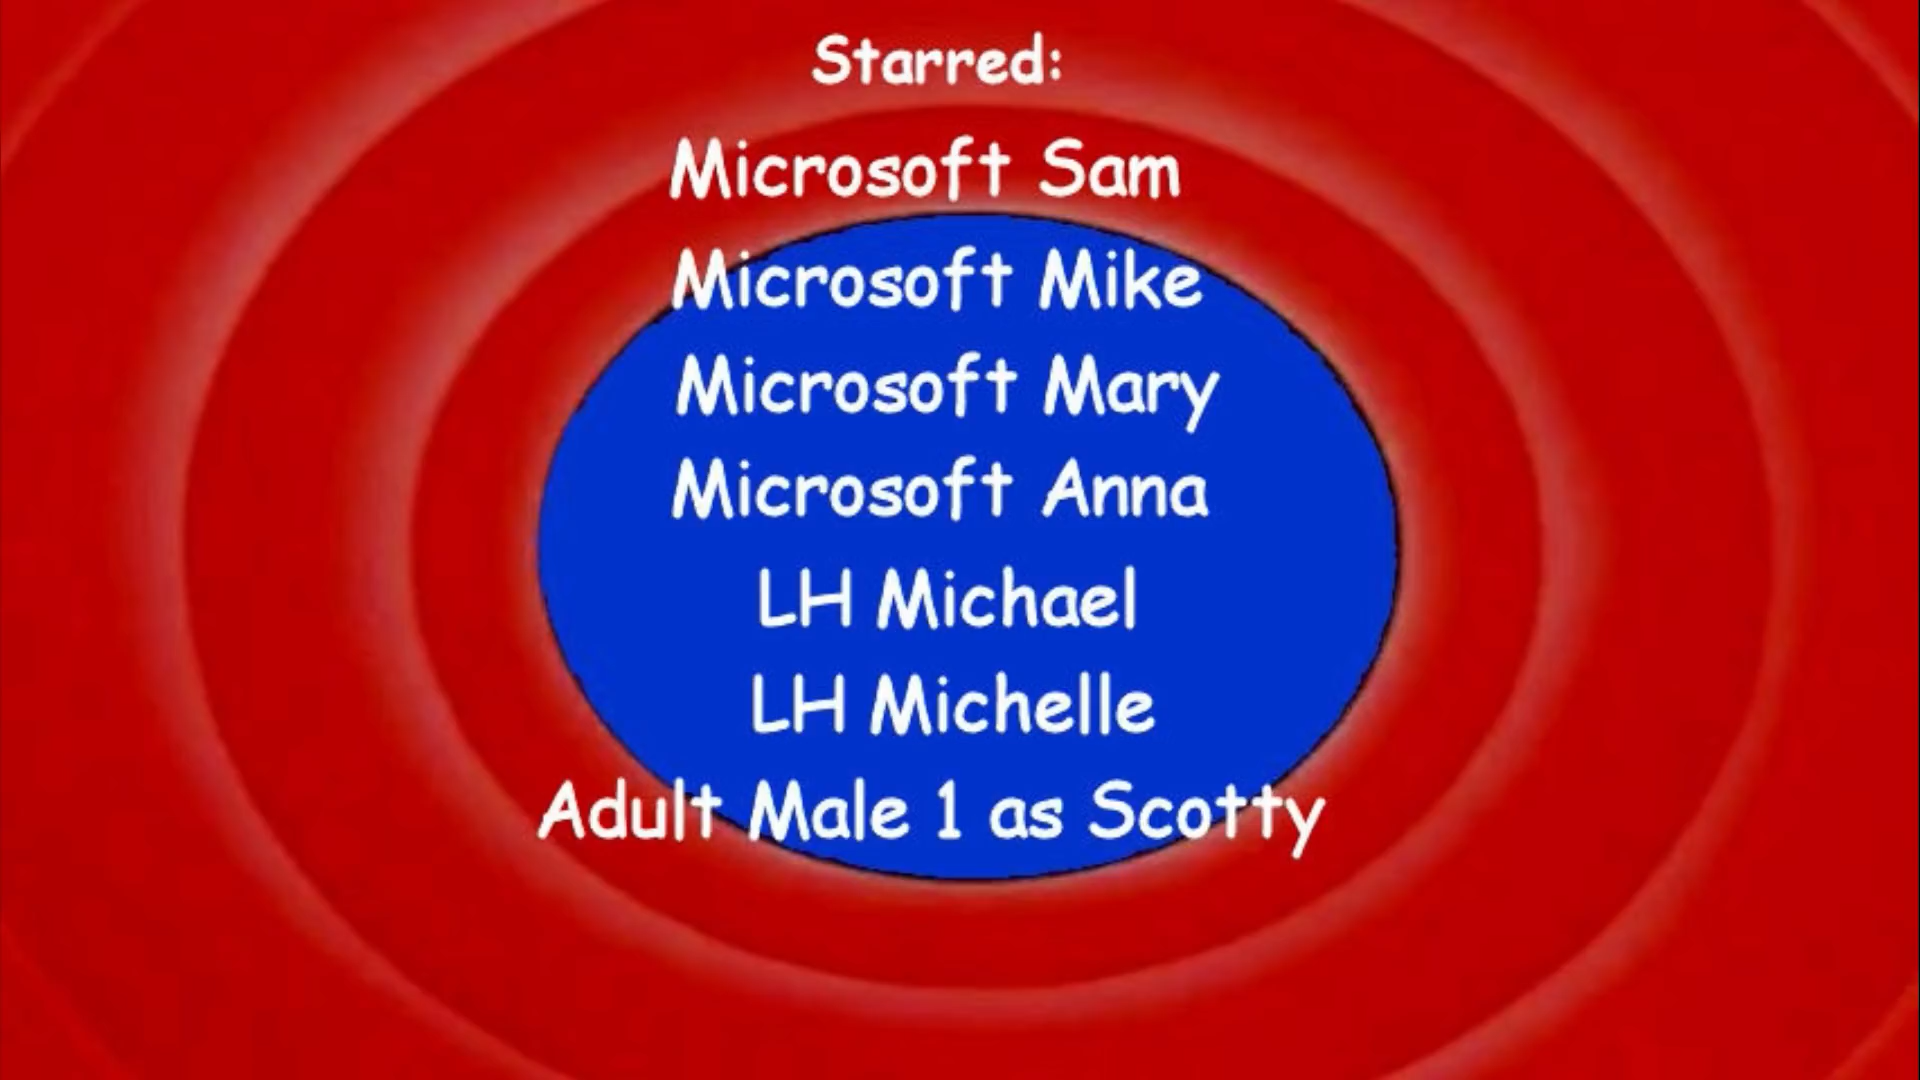 Starred:
Microsoft Sam
Microsoft Mike
Microsoft Mary
Microsoft Anna
LH Michael
LH Michelle
Adult Male 1 as Scotty